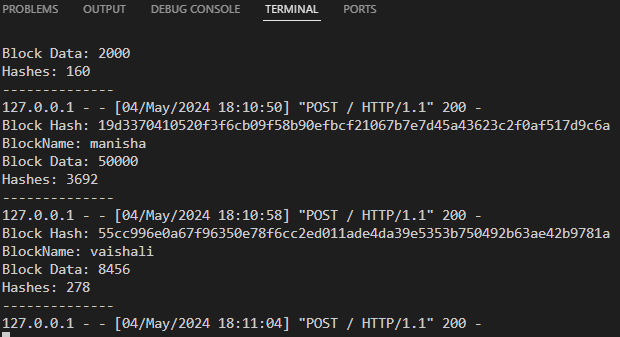 PROBLEMS OUTPUT DEBUG CONSOLE TERMINAL PORTS
Block Data: 2000
Hashes: 160
--------------
127.0.0.1 - - [04/May/2024 18:10:50] "POST / HTTP/1.1" 200 -
Block Hash: 19d3370410520f3f6cb09f58b90efbcf21067b7e7d45a43623c2f0af517d9c6a
BlockName: manisha
Block Data: 50000
Hashes: 3692
--------------
127.0.0.1 - - [04/May/2024 18:10:58] "POST / HTTP/1.1" 200 -
Block Hash: 55cc996e0a67f96350e78f6cc2ed011ade4da39e5353b750492b63ae42b9781a
BlockName: vaishali
Block Data: 8456
Hashes: 278
--------------
127.0.0.1 - - [04/May/2024 18:11:04] "POST / HTTP/1.1" 200 -